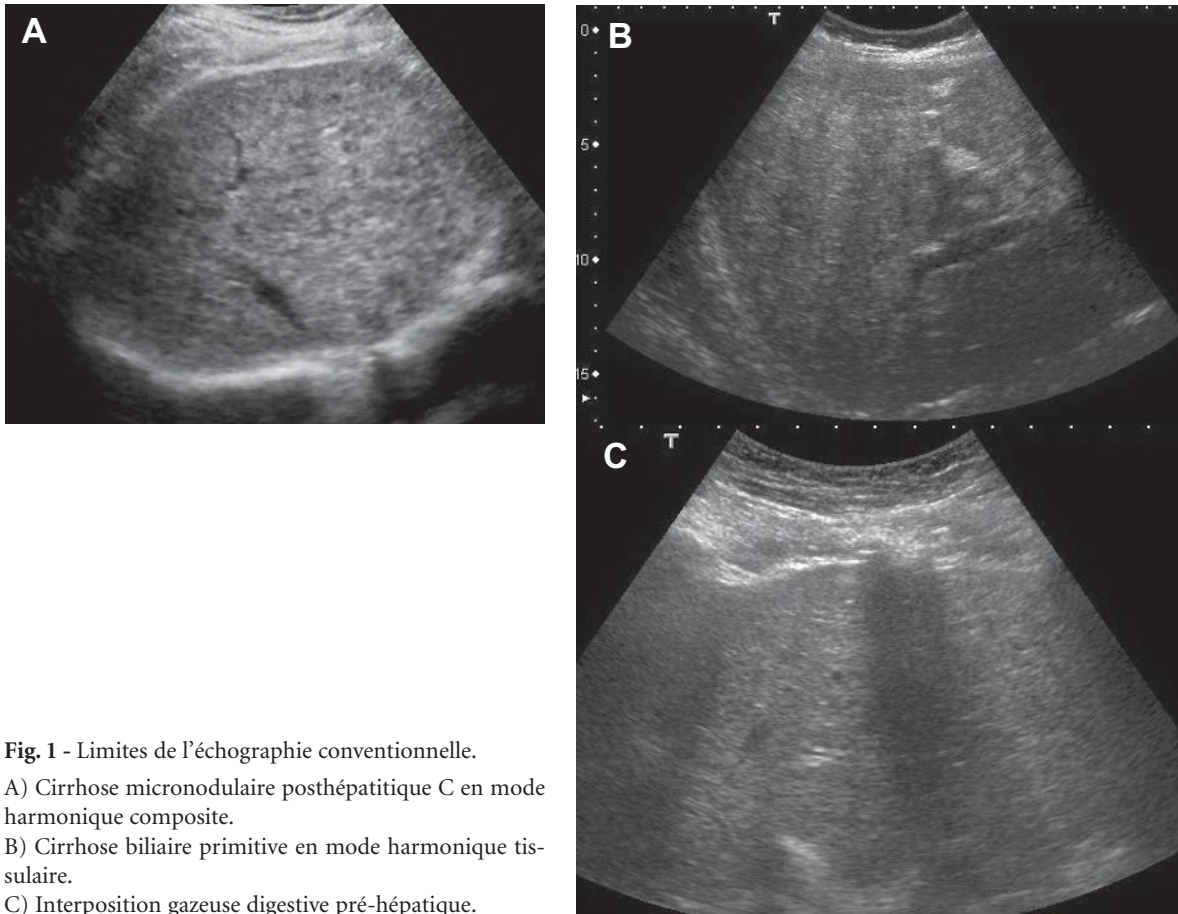 A
T
B
0
5
10
15
T
C
Fig. 1 - Limites de l'échographie conventionnelle.
A) Cirrhose micronodulaire posthépatitique C en mode
harmonique composite.
B) Cirrhose biliaire primitive en mode harmonique tis-
sulaire.
C) Interposition gazeuse digestive pré-hépatique.